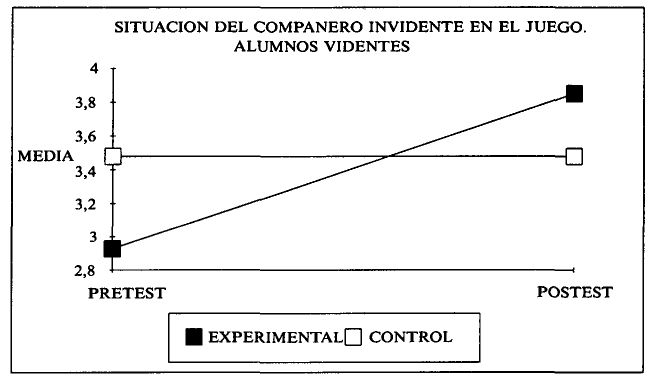 SITUACION DEL COMPANERO INVIDENTE EN EL JUEGO.
ALUMNOS VIDENTES
4
3,8
3,6
MEDIA
3,4
3,2
3
2,8
PRETEST POSTEST
EXPERIMENTAL CONTROL